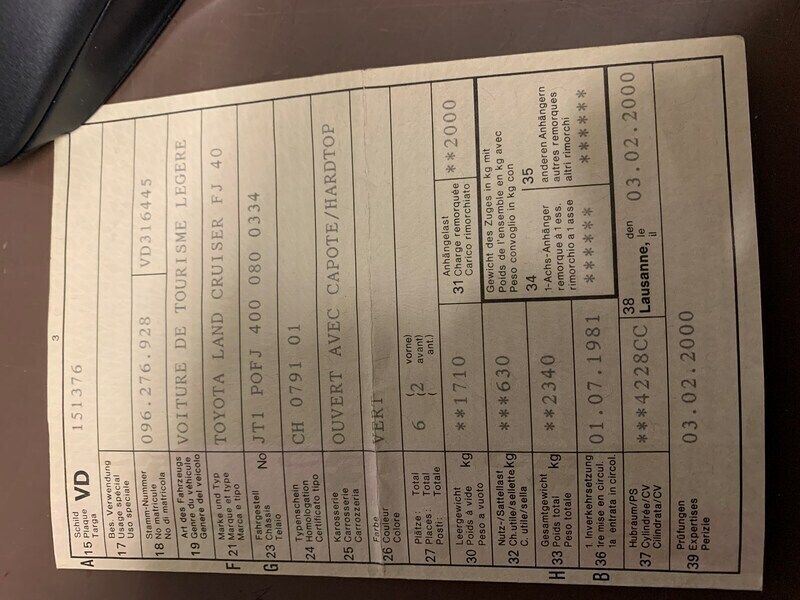 3
A
Schild
15 Plaque VD 151376
Targa
Bes. Verwendung
17 Usage spécial
Uso speciale
Stamm-Nummer
18 No matricule 096.276.928 VD316445
No di matricola
Art des Fahrzeugs
19 Genre du véhicule VOITURE DE TOURISME LEGERE
Genere del veicolo
F
Marke und Typ
21 Marque et type TOYOTA LAND CRUISER FJ 40
Marca e tipo
G
Fahrgestell
23 Châssis No JT1 POFJ 400 080 0334
Telaio
Typenschein
24 Homologation CH 0791 01
Certificato tipo
Karosserie
25 Carrosserie OUVERT AVEC CAPOTE/HARDTOP
Carrozzeria
Farbe
26 Couleur VERT
Colore
Plätze: Total vorne)
27 Places: Total 6 (2 avant)
Posti: Totale ant.)
Leergewicht
30 Poids à vide kg **1710
Peso a vuoto
Anhängelast
31 Charge remorquée **2000
Carico rimorchiato
Nutz-/Sattellast
32 Ch. utile/sellette kg ***630
C. utile/sella
Gewicht des Zuges in kg mit
Poids de l'ensemble en kg avec
Peso convoglio in kg con
H
Gesamtgewicht
33 Poids total kg **2340
Peso totale
34
1-Achs-Anhänger
remorque à 1 ess.
rimorchio a 1 asse
******
35
anderen Anhängern
autres remorques
altri rimorchi
******
B
1. Inverkehrsetzung
36 1re mise en circul. 01.07.1981
1a entrata in circol.
Hubraum/PS
37 Cylindrée/CV ***4228CC
Cilindrata/CV
38 den
Lausanne, le 03.02.2000
il
Prüfungen
39 Expertises 03.02.2000
Perizie